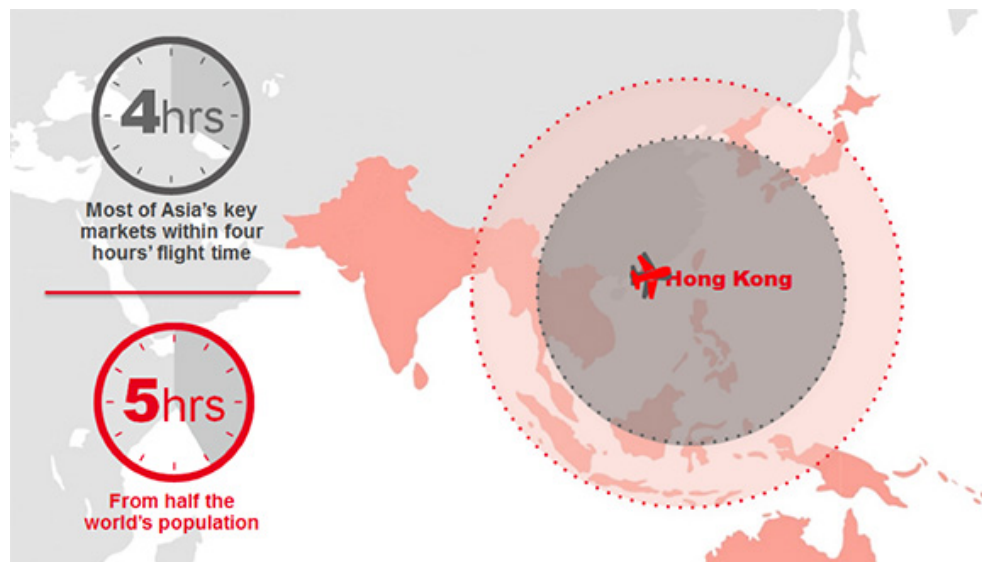 4hrs
Most of Asia's key
markets within four
hours' flight time
5hrs
From half the
world's population
Hong Kong